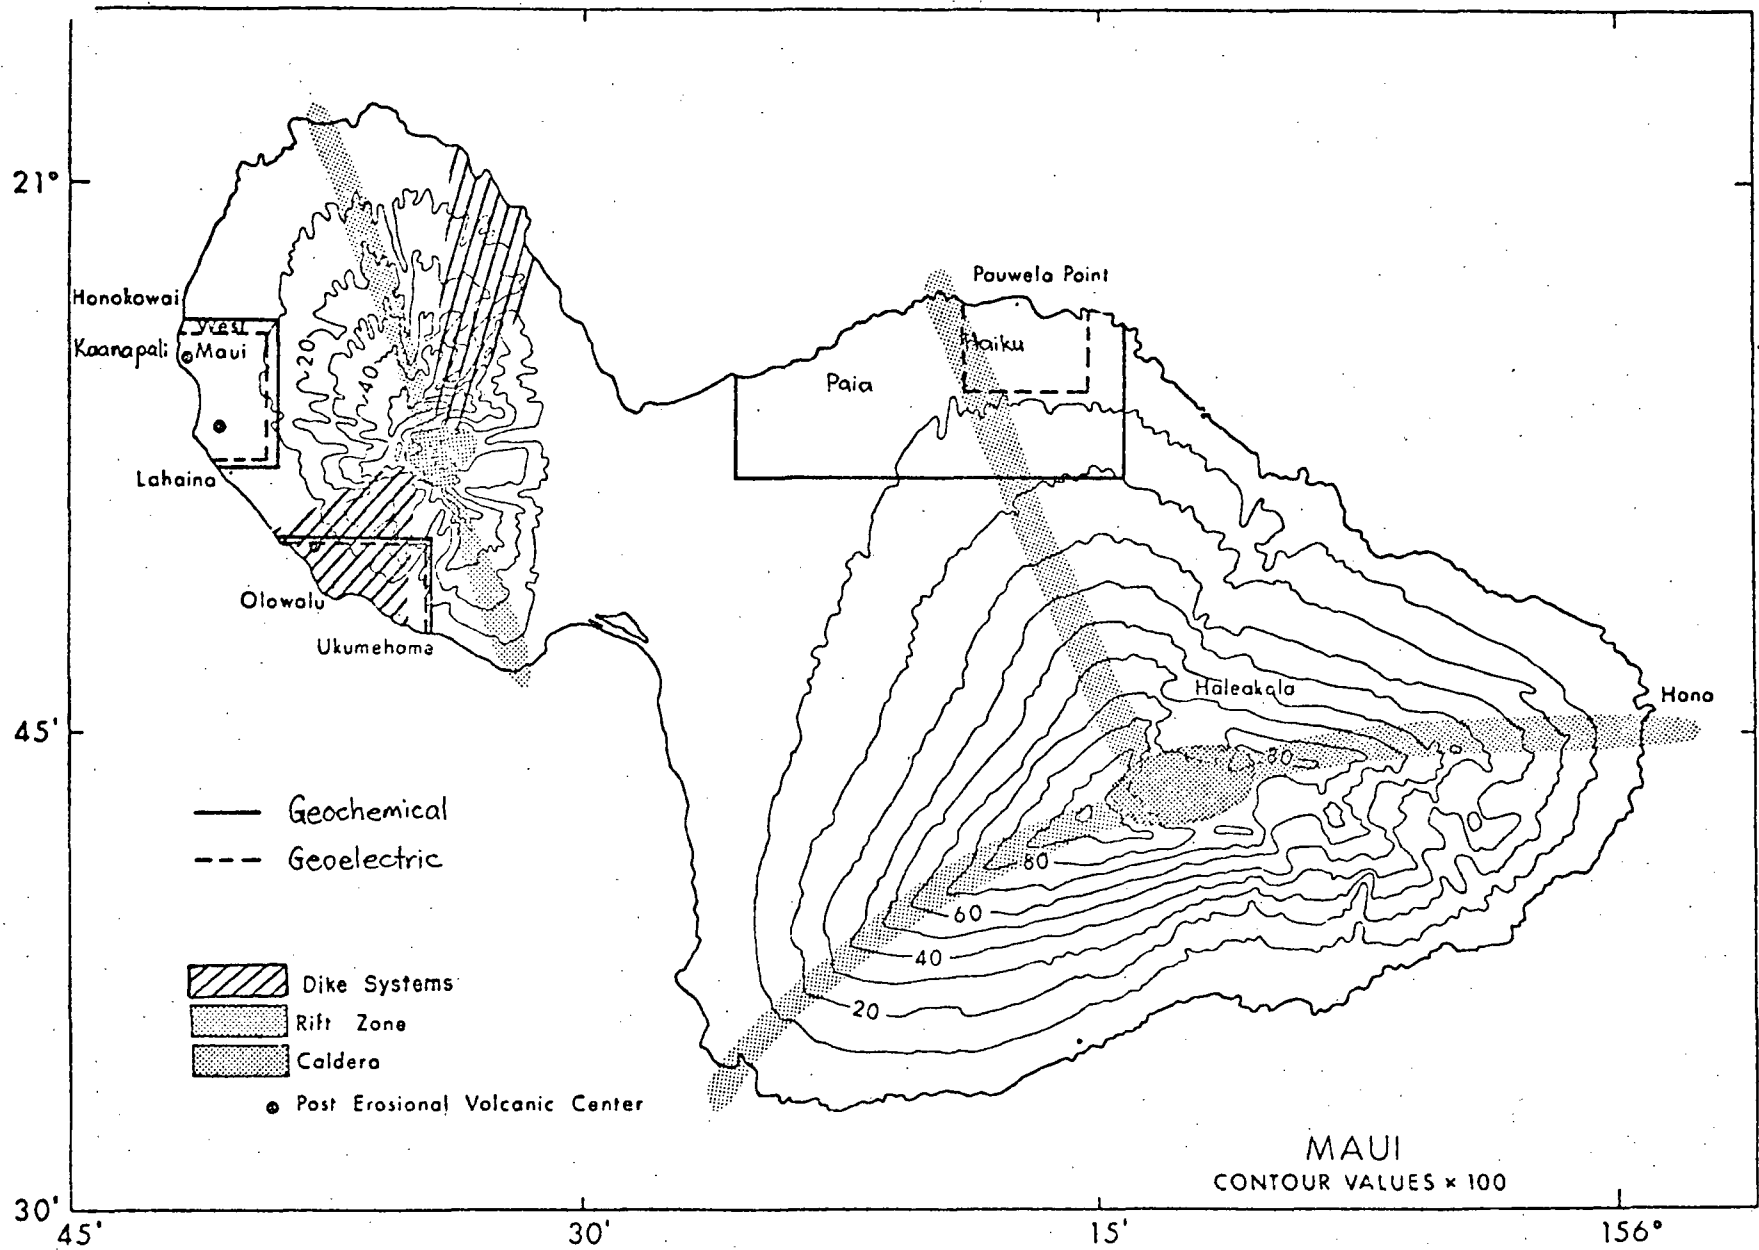 21°
Pauwela Point
Honokowai
West
Maui
Kaanapali
20
40
Haiku
Paia
Lahaina
Olowalu
Ukumehama
Haleakala
Hana
45'
80
Geochemical
Geoelectric
80
60
40
20
Dike Systems
Rift Zone
Caldera
Post Erosional Volcanic Center
MAUI
CONTOUR VALUES x 100
30'
45'
30'
15'
156°